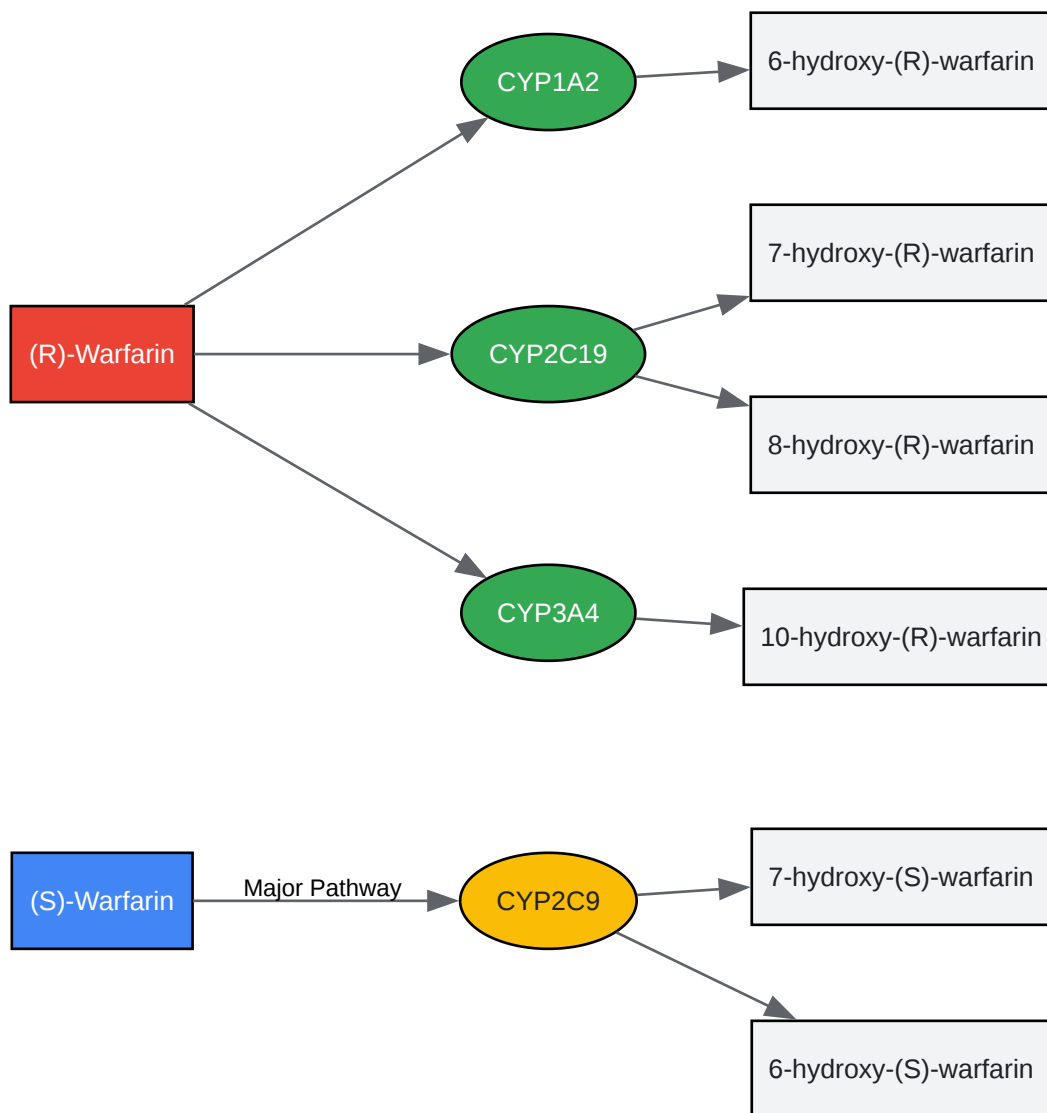 CYP1A2
6-hydroxy-(R)-warfarin
(R)-Warfarin
CYP2C19
7-hydroxy-(R)-warfarin
8-hydroxy-(R)-warfarin
CYP3A4
10-hydroxy-(R)-warfarin
(S)-Warfarin
Major Pathway
CYP2C9
7-hydroxy-(S)-warfarin
6-hydroxy-(S)-warfarin